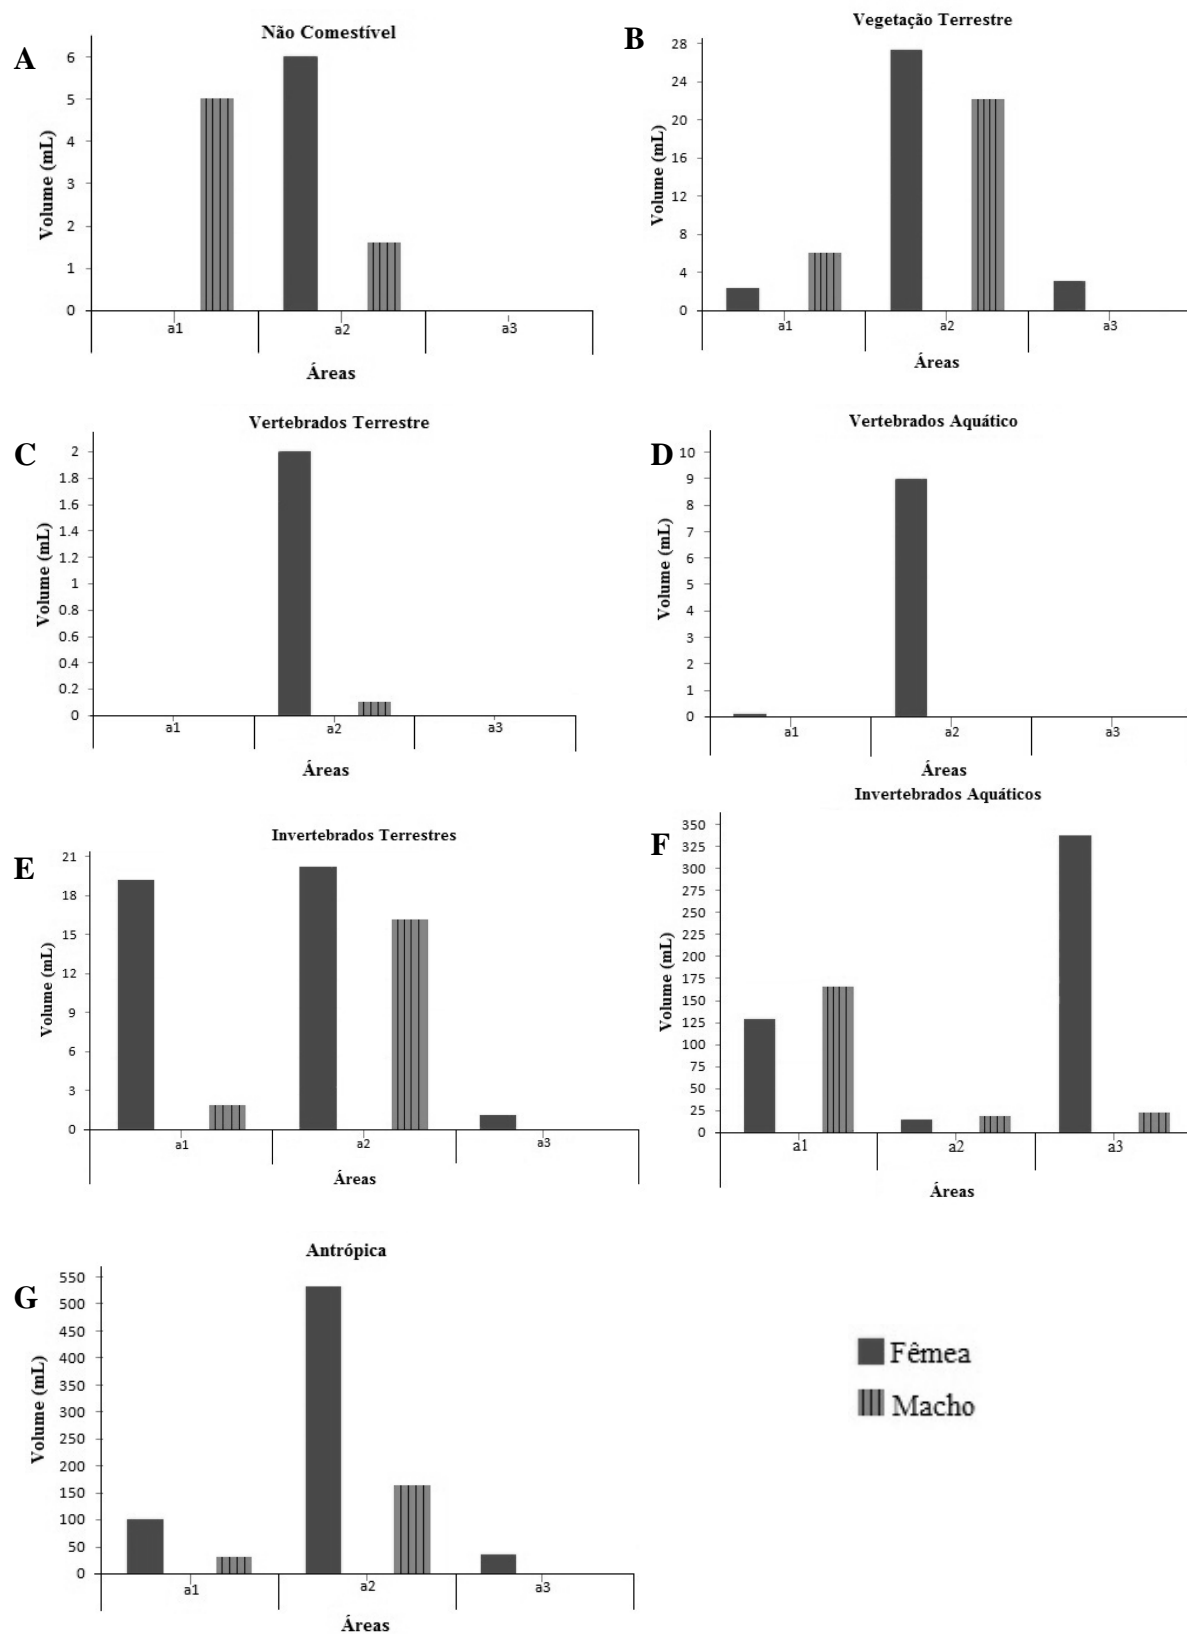 A
Não Comestível
Volume (mL)
6
5
4
3
2
1
0
a1
a2
a3
Áreas
B
Vegetação Terrestre
Volume (mL)
28
24
20
16
12
8
4
0
a1
a2
a3
Áreas
C
Vertebrados Terrestre
Volume (mL)
2
1.8
1.6
1.4
1.2
1
0.8
0.6
0.4
0.2
0
a1
a2
a3
Áreas
D
Vertebrados Aquático
Volume (mL)
10
9
8
7
6
5
4
3
2
1
0
a1
a2
a3
Áreas
E
Invertebrados Terrestres
Volume (mL)
21
18
15
12
9
6
3
0
a1
a2
a3
Áreas
F
Invertebrados Aquáticos
Volume (mL)
350
325
300
275
250
225
200
175
150
125
100
75
50
25
0
a1
a2
a3
Áreas
G
Antrópica
Volume (mL)
550
500
450
400
350
300
250
200
150
100
50
0
a1
a2
a3
Áreas
Fêmea
Macho